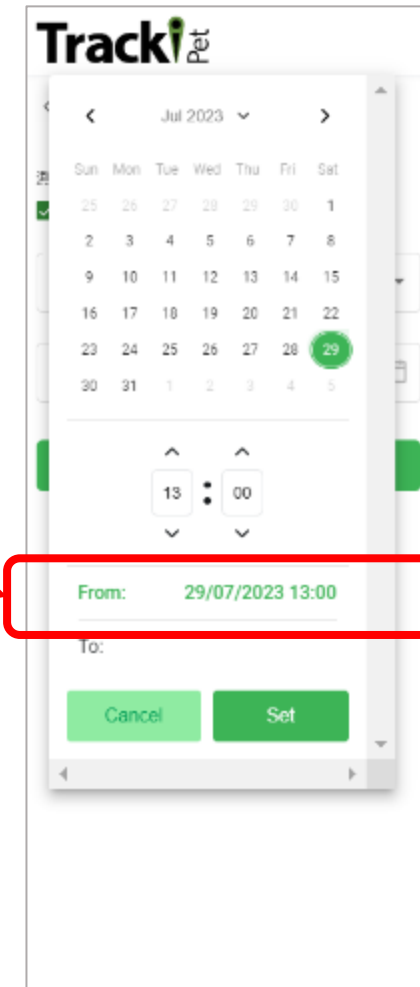 Tracki Pet
Jul 2023
Sun Mon Tue Wed Thu Fri Sat
25 26 27 28 29 30 1
2 3 4 5 6 7 8
9 10 11 12 13 14 15
16 17 18 19 20 21 22
23 24 25 26 27 28 29
30 31 1 2 3 4 5
13 : 00
From: 29/07/2023 13:00
To:
Cancel Set